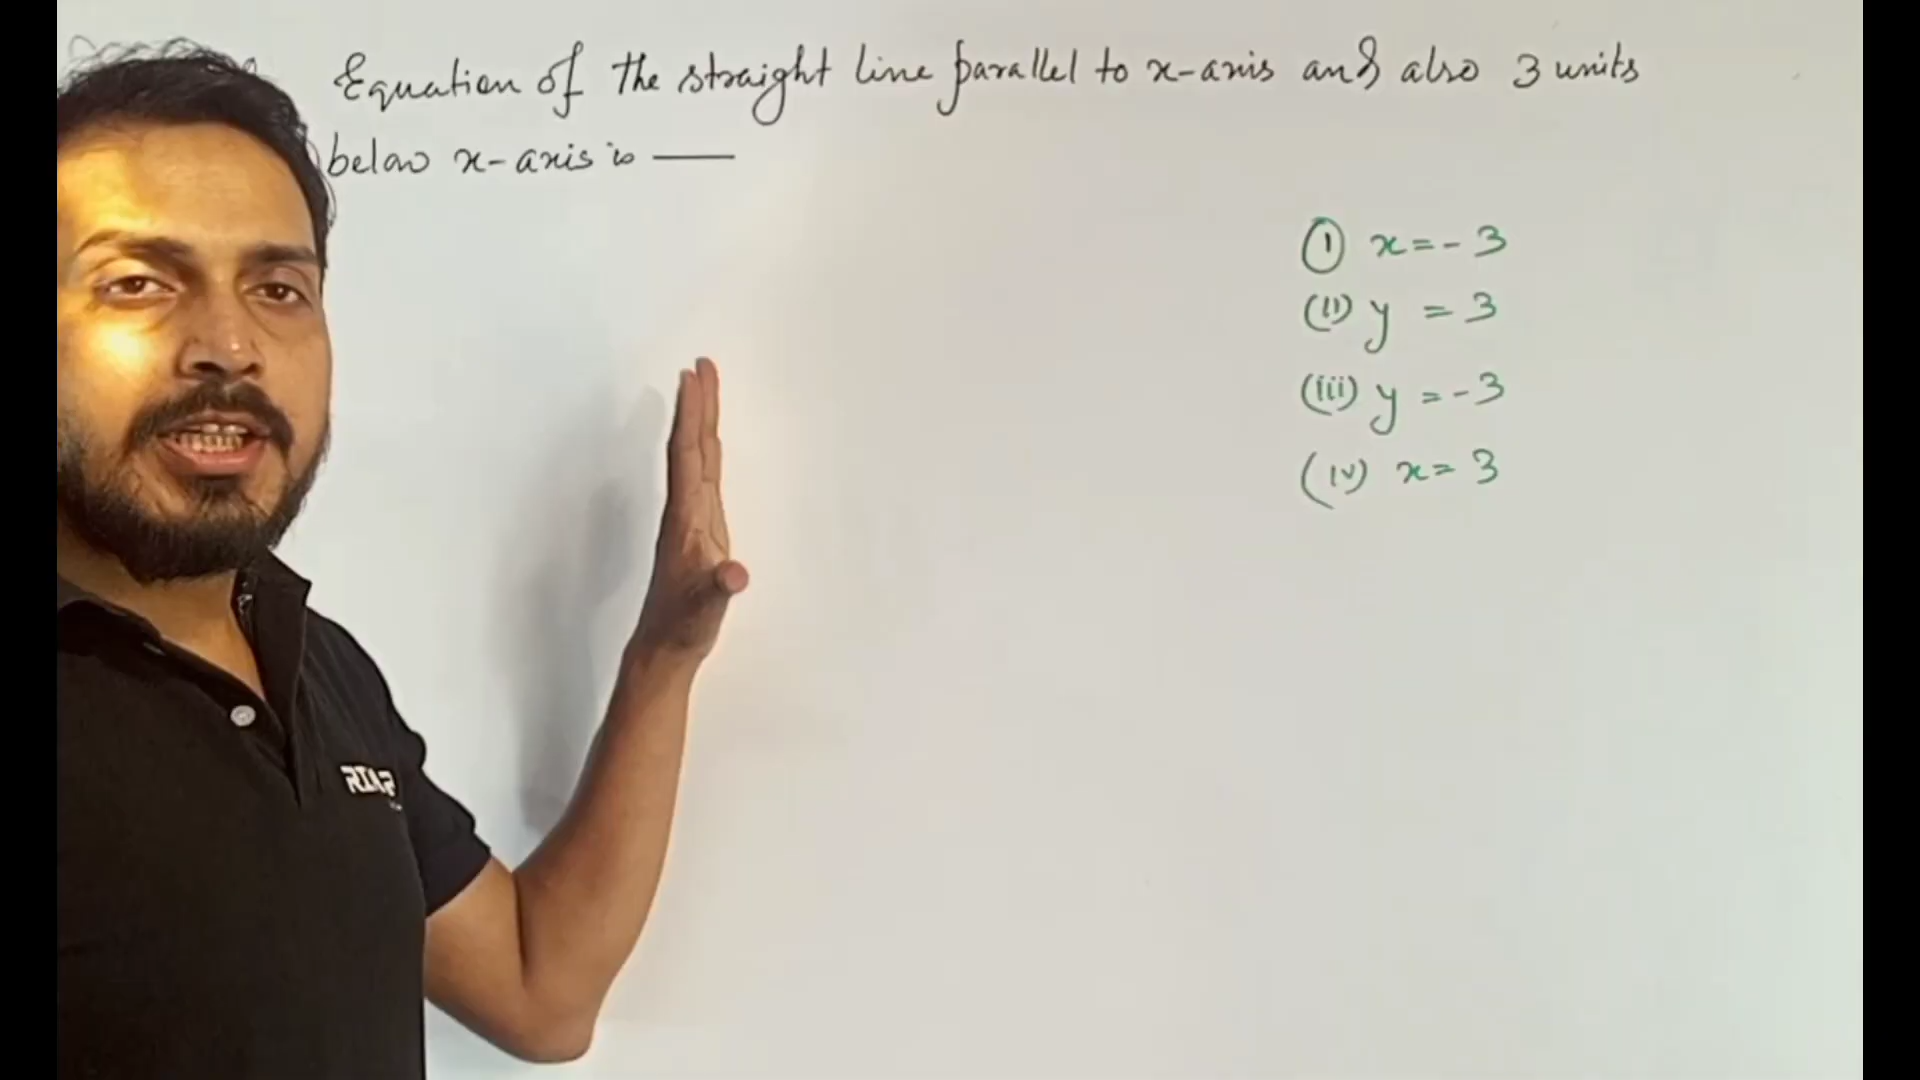 Equation of the straight line parallel to x-axis and also 3 units
below x-axis is —
(i) x = - 3
(ii) y = 3
(iii) y = - 3
(iv) x = 3